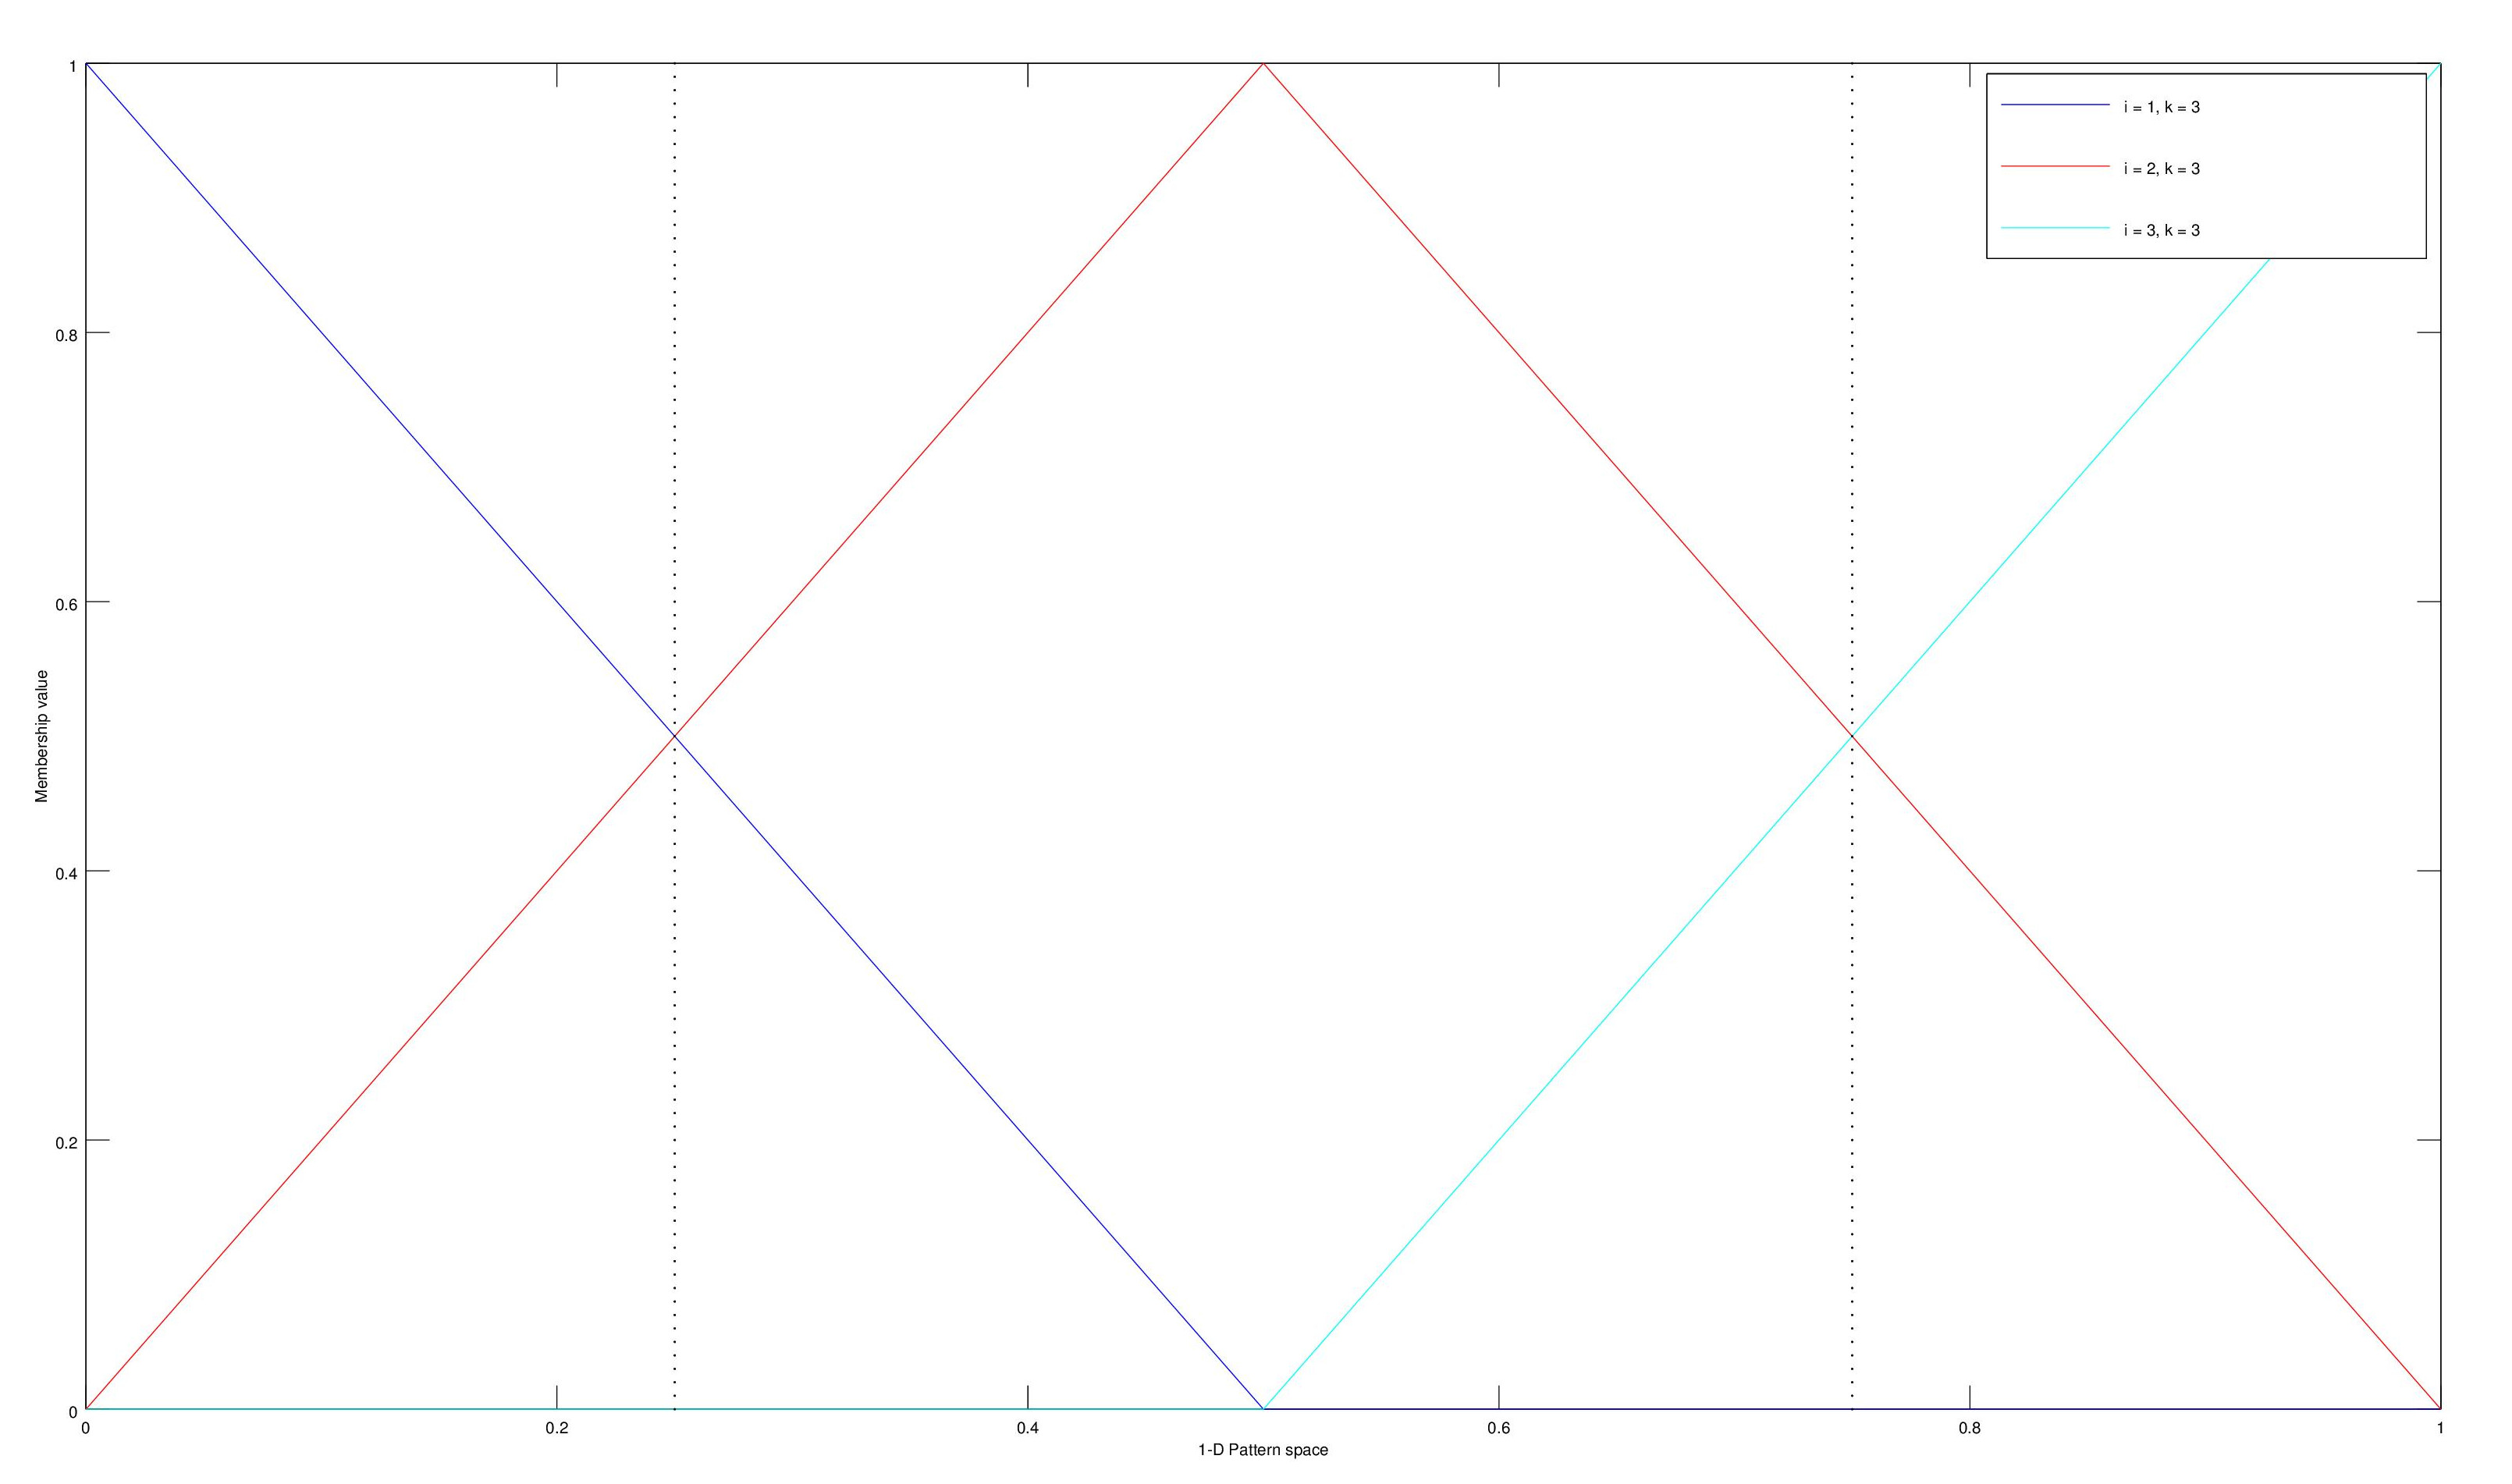 1
i = 1, k = 3
i = 2, k = 3
i = 3, k = 3
0.8
0.6
Membership value
0.4
0.2
0
0 0.2 0.4 0.6 0.8 1
1-D Pattern space